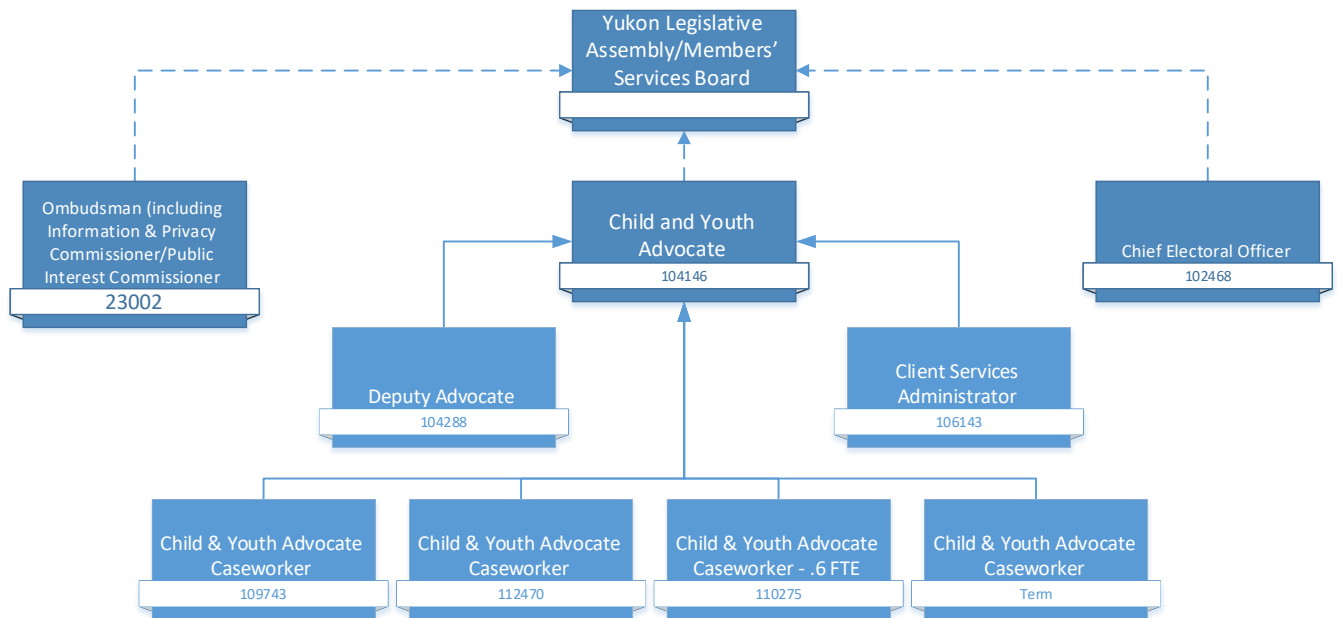 Yukon Legislative
Assembly/Members’
Services Board
Ombudsman (including
Information & Privacy
Commissioner/Public
Interest Commissioner
23002
Child and Youth
Advocate
104146
Chief Electoral Officer
102468
Deputy Advocate
104288
Client Services
Administrator
106143
Child & Youth Advocate
Caseworker
109743
Child & Youth Advocate
Caseworker
112470
Child & Youth Advocate
Caseworker - .6 FTE
110275
Child & Youth Advocate
Caseworker
Term